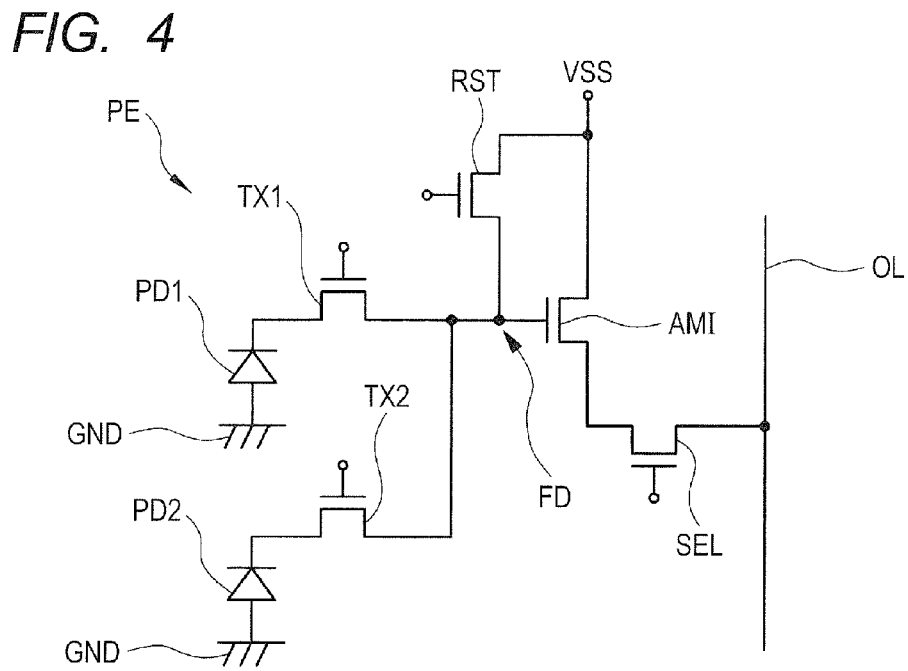 FIG. 4
VSS
RST
PE
TX1
OL
PD1
AMI
TX2
GND
FD
PD2
SEL
GND